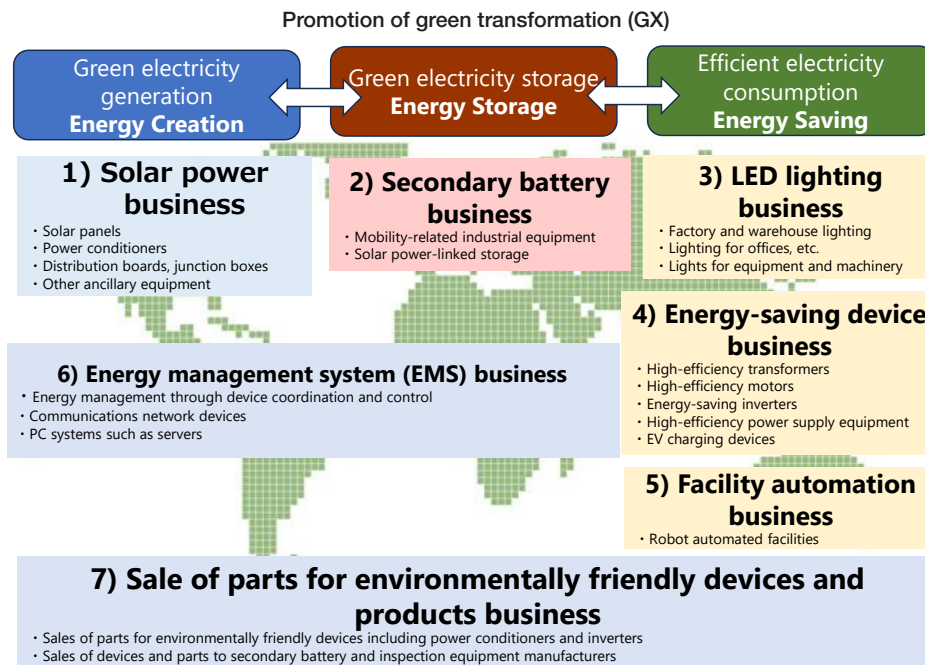 Promotion of green transformation (GX)
Green electricity
generation
Energy Creation
Green electricity storage
Energy Storage
Efficient electricity
consumption
Energy Saving
1) Solar power
business
・Solar panels
・Power conditioners
・Distribution boards, junction boxes
・Other ancillary equipment
2) Secondary battery
business
・Mobility-related industrial equipment
・Solar power-linked storage
3) LED lighting
business
・Factory and warehouse lighting
・Lighting for offices, etc.
・Lights for equipment and machinery
4) Energy-saving device
business
・High-efficiency transformers
・High-efficiency motors
・Energy-saving inverters
・High-efficiency power supply equipment
・EV charging devices
6) Energy management system (EMS) business
・Energy management through device coordination and control
・Communications network devices
・PC systems such as servers
5) Facility automation
business
・Robot automated facilities
7) Sale of parts for environmentally friendly devices and
products business
・Sales of parts for environmentally friendly devices including power conditioners and inverters
・Sales of devices and parts to secondary battery and inspection equipment manufacturers